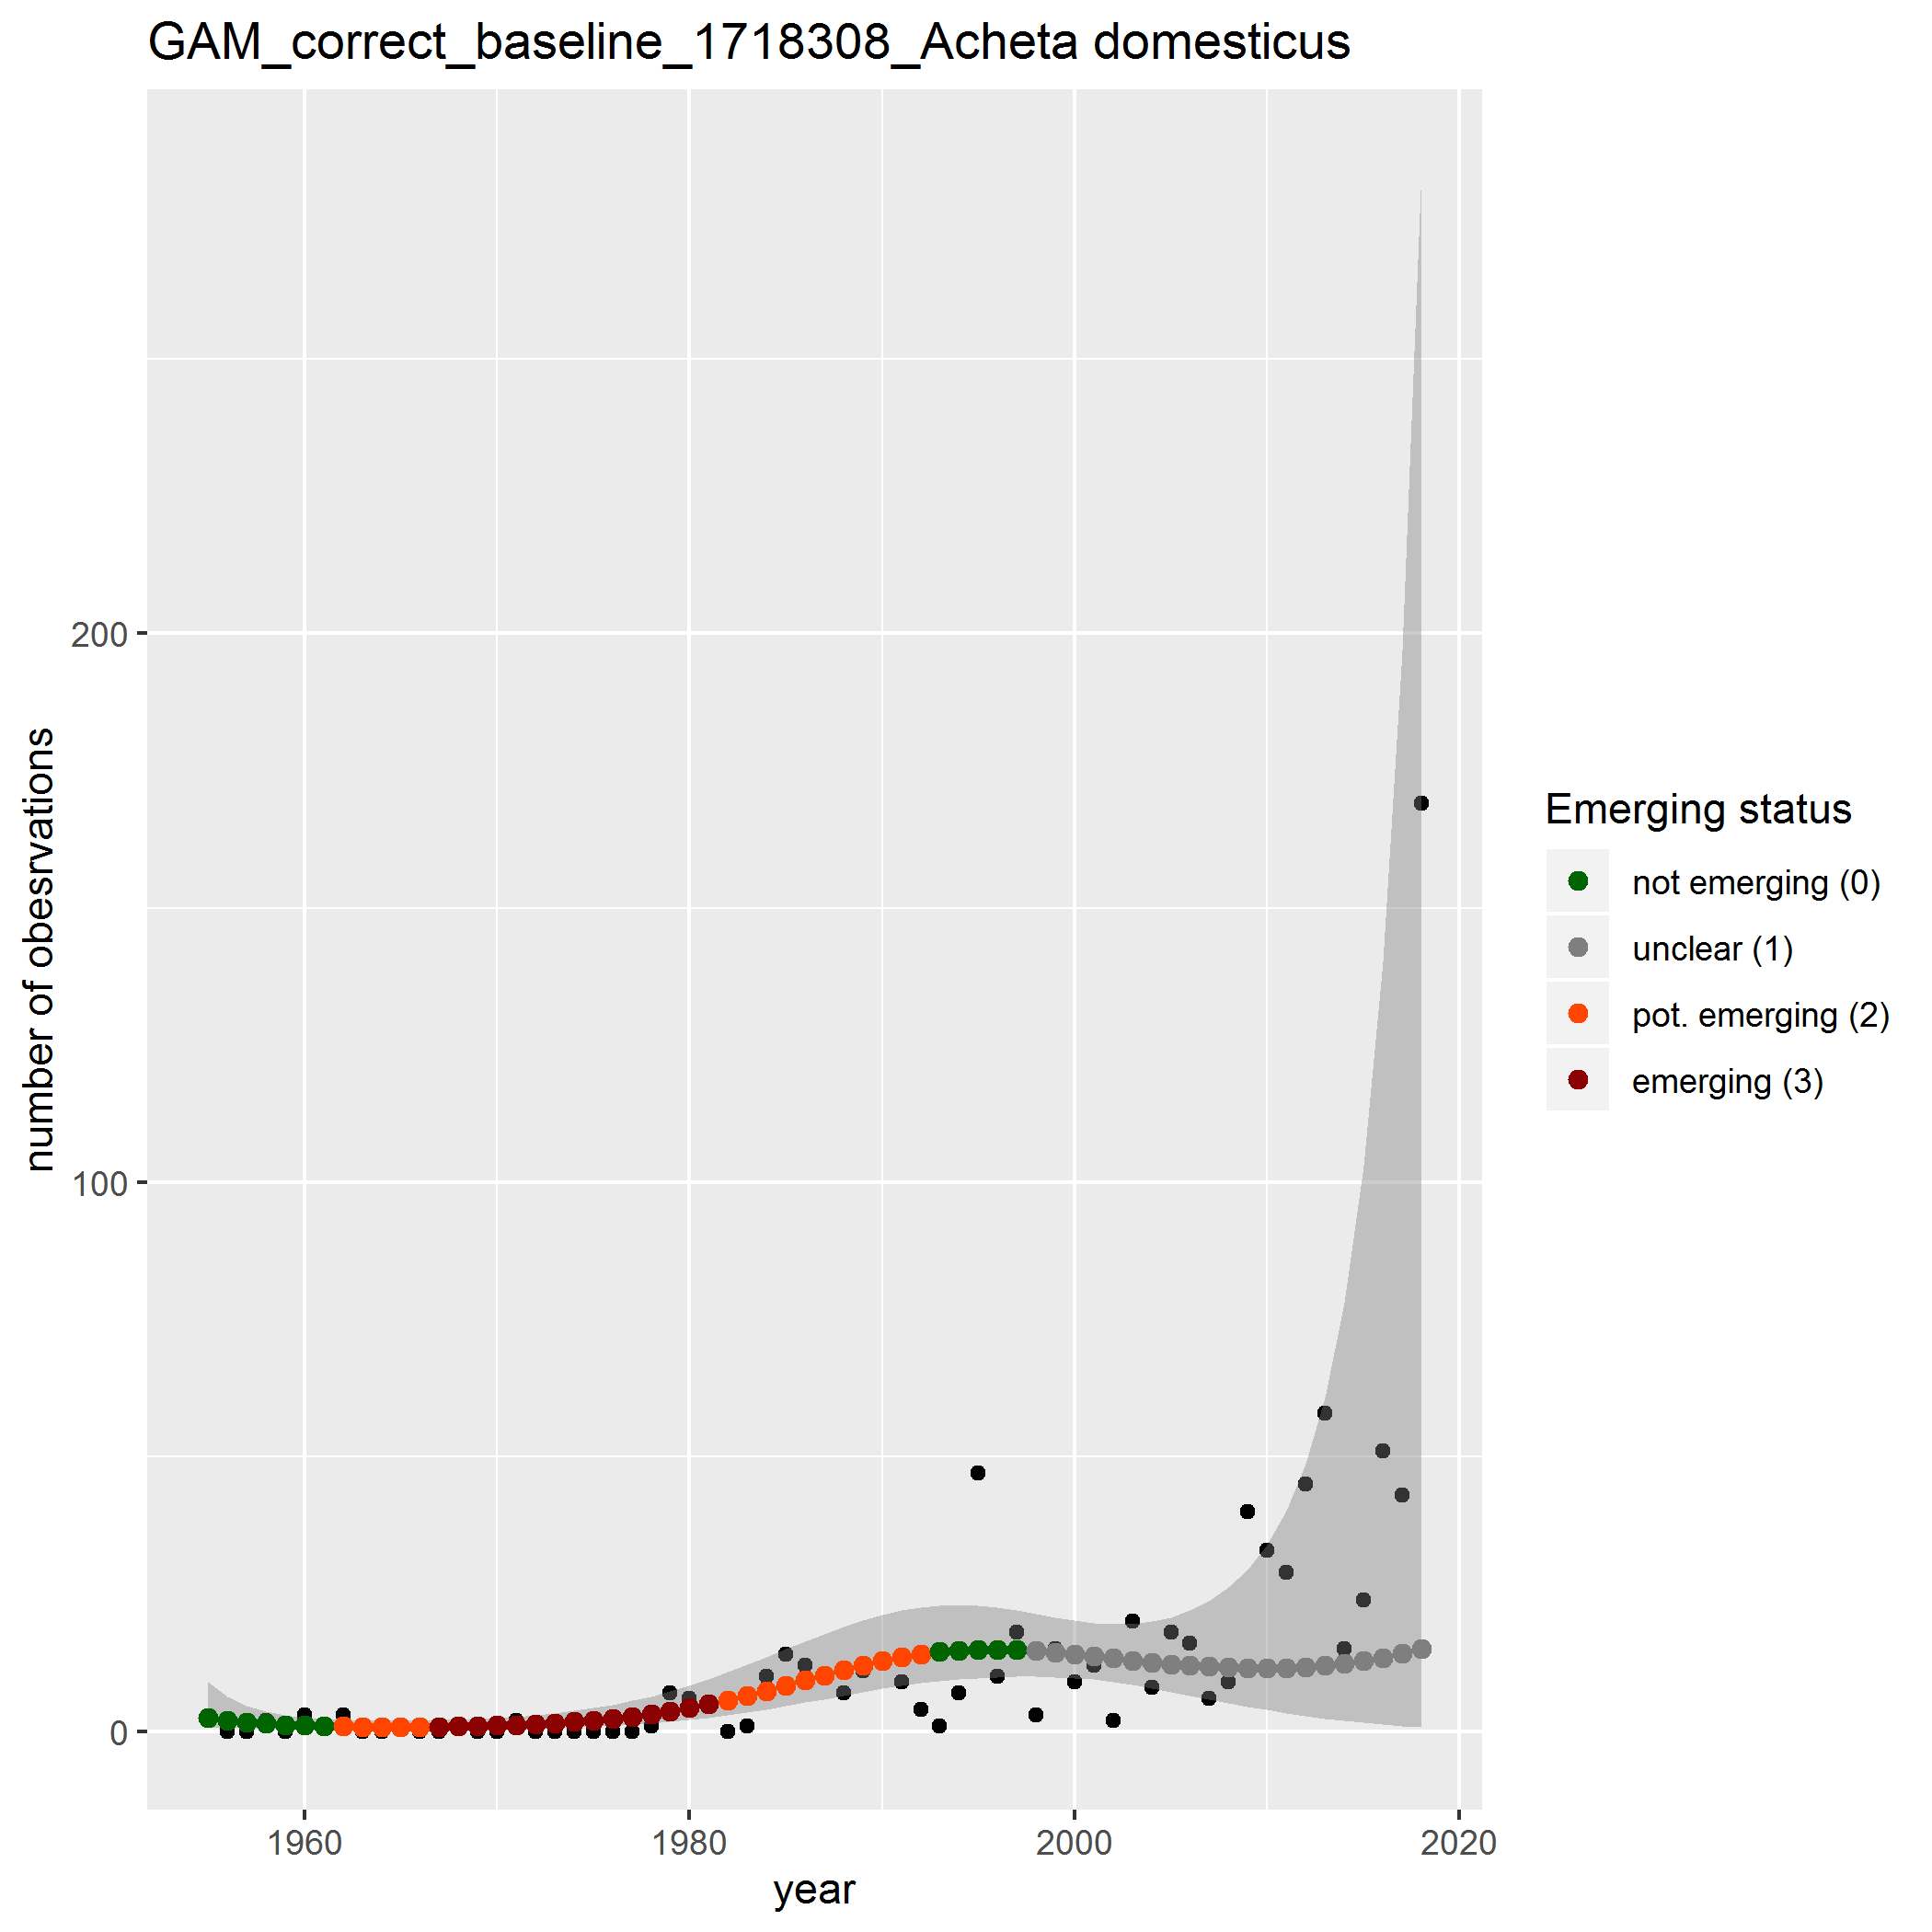 GAM_correct_baseline_1718308_Acheta domesticus
200
100
0
number of obesrvations
1960
1980
2000
2020
year
Emerging status
not emerging (0)
unclear (1)
pot. emerging (2)
emerging (3)